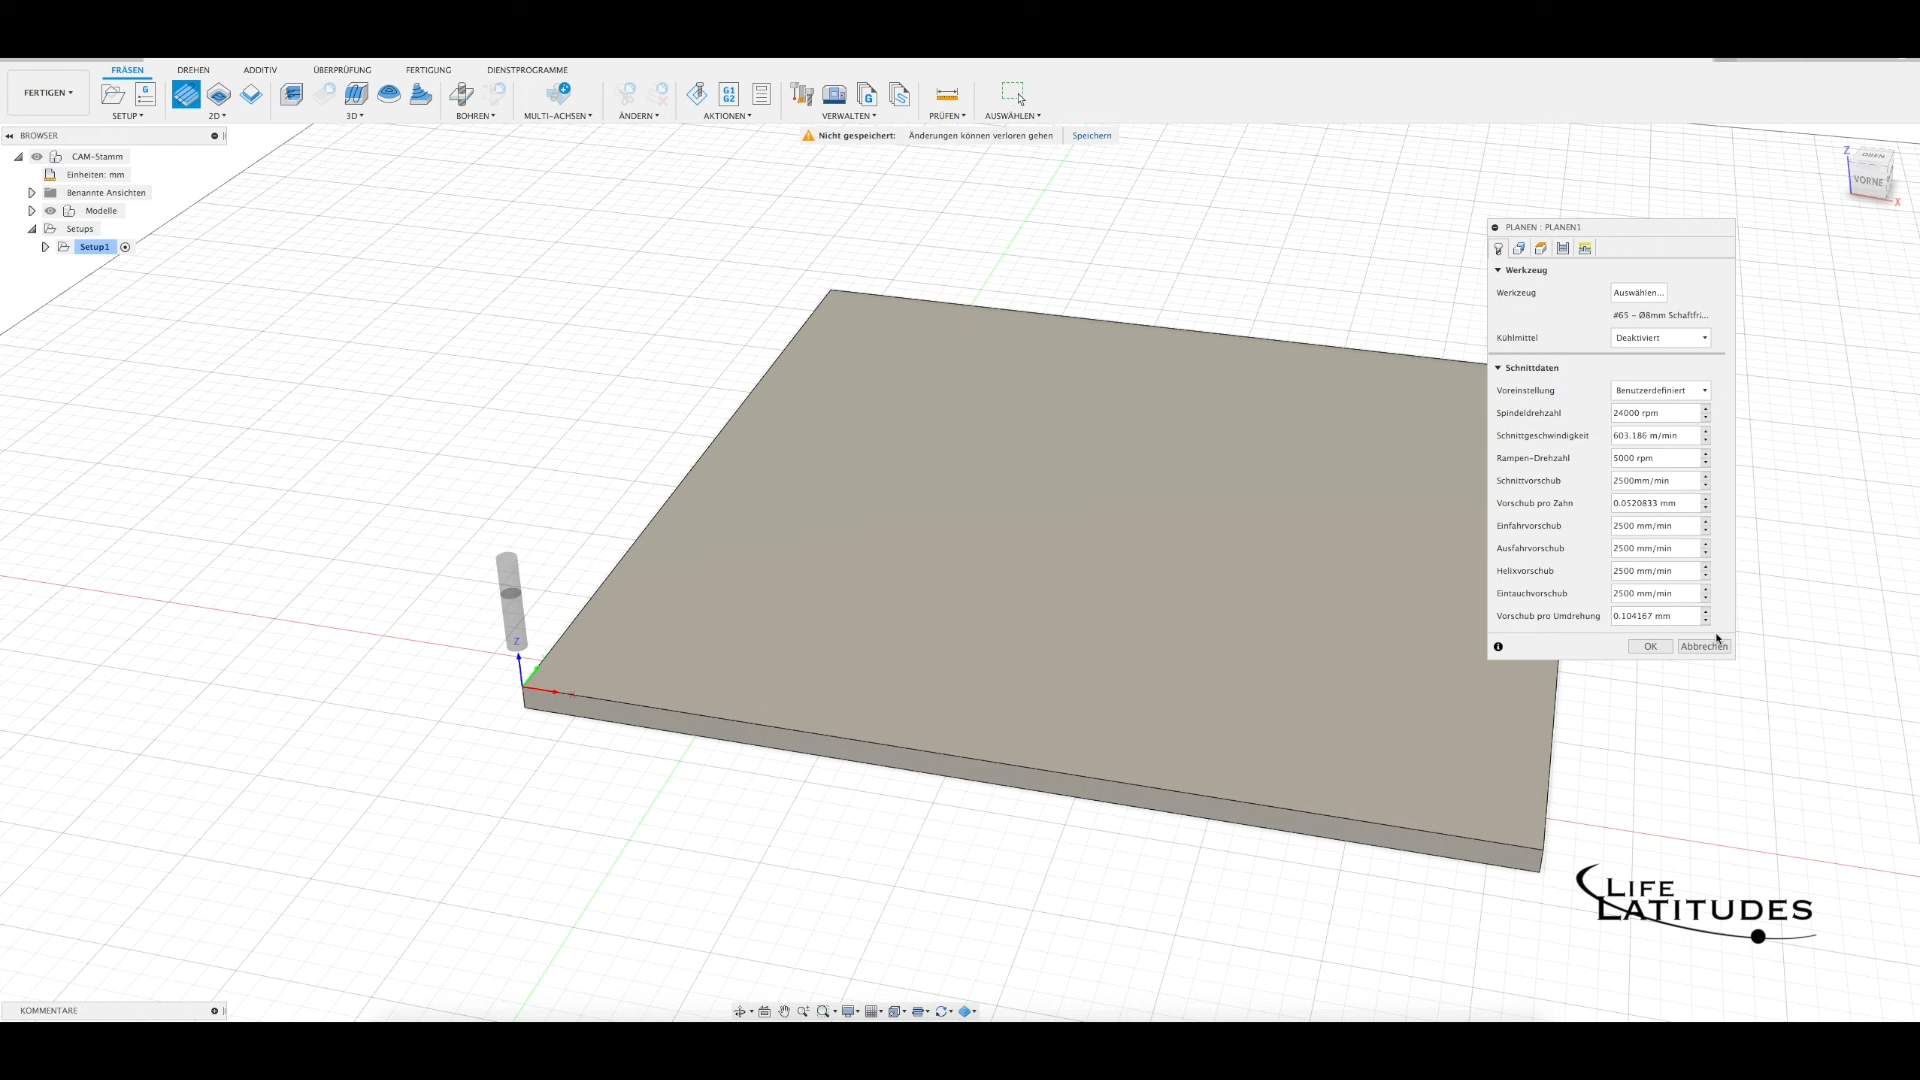 FRÄSEN DREHEN ADDITIV ÜBERPRÜFUNG FERTIGUNG DIENSTPROGRAMME
FERTIGEN
G G1 G2 G
SETUP 2D 3D BOHREN MULTI-ACHSEN ÄNDERN AKTIONEN VERWALTEN PRÜFEN AUSWÄHLEN
BROWSER
Nicht gespeichert: Änderungen können verloren gehen Speichern
CAM-Stamm
Einheiten: mm
Benannte Ansichten
Modelle
Setups
Setup1
Z
OBEN
VORNE
X
PLANEN : PLANEN1
Werkzeug
Werkzeug Auswählen...
#65 - Ø8mm Schaftfri...
Kühlmittel Deaktiviert
Schnittdaten
Voreinstellung Benutzerdefiniert
Spindeldrehzahl 24000 rpm
Schnittgeschwindigkeit 603.186 m/min
Rampen-Drehzahl 5000 rpm
Schnittvorschub 2500mm/min
Vorschub pro Zahn 0.0520833 mm
Einfahrvorschub 2500 mm/min
Ausfahrvorschub 2500 mm/min
Helixvorschub 2500 mm/min
Eintauchvorschub 2500 mm/min
Vorschub pro Umdrehung 0.104167 mm
OK Abbrechen
Z
X
LIFE
LATITUDES
KOMMENTARE